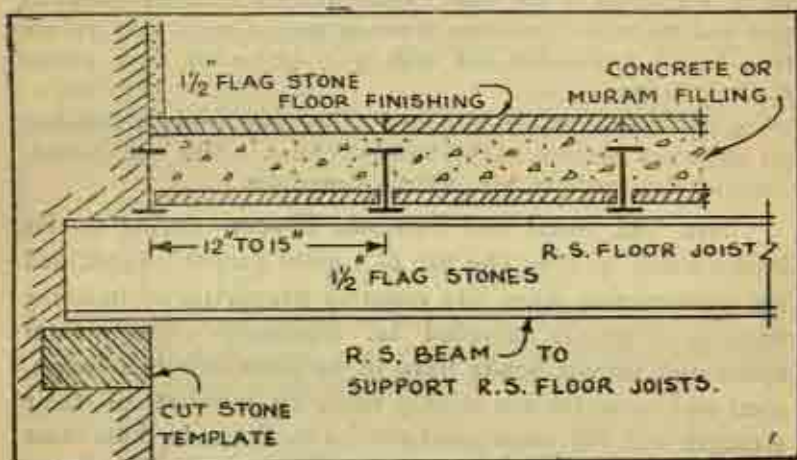 1½" FLAG STONE
FLOOR FINISHING
CONCRETE OR
MURAM FILLING
12" TO 15"
R.S. FLOOR JOIST
1½" FLAG STONES
R. S. BEAM TO
SUPPORT R.S. FLOOR JOISTS.
CUT STONE
TEMPLATE